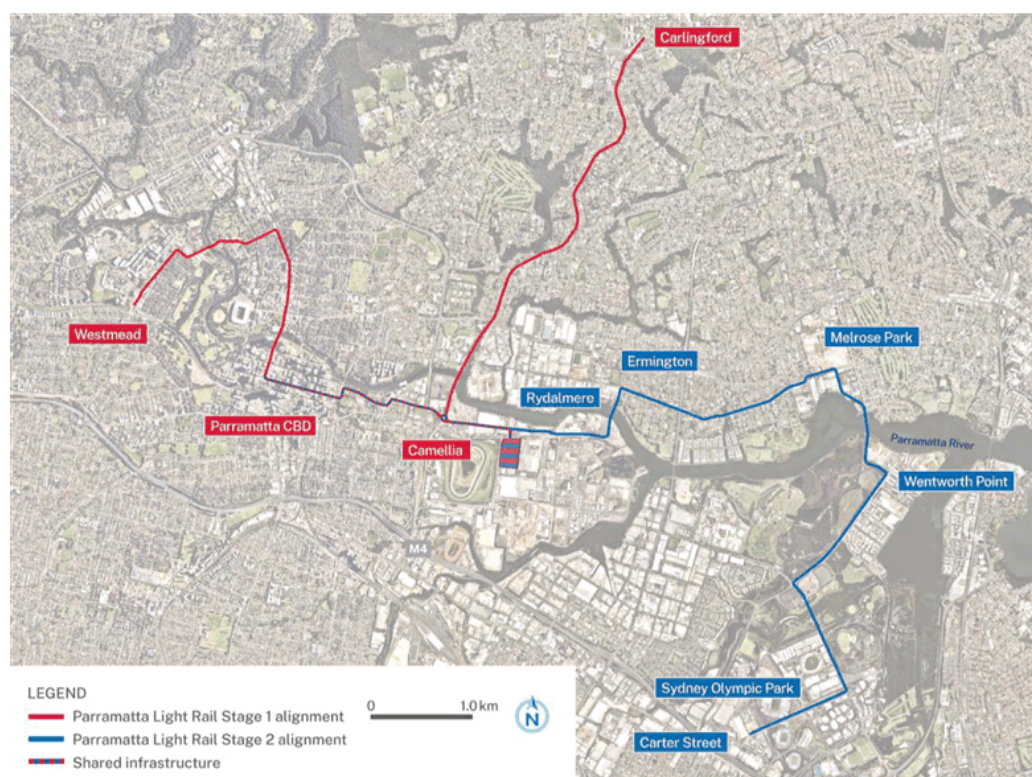 Carlingford
Westmead
Melrose Park
Ermington
Rydalmere
Parramatta CBD
Camellia
Parramatta River
Wentworth Point
M4
Sydney Olympic Park
Carter Street
LEGEND
Parramatta Light Rail Stage 1 alignment
Parramatta Light Rail Stage 2 alignment
Shared infrastructure
0 1.0 km
N